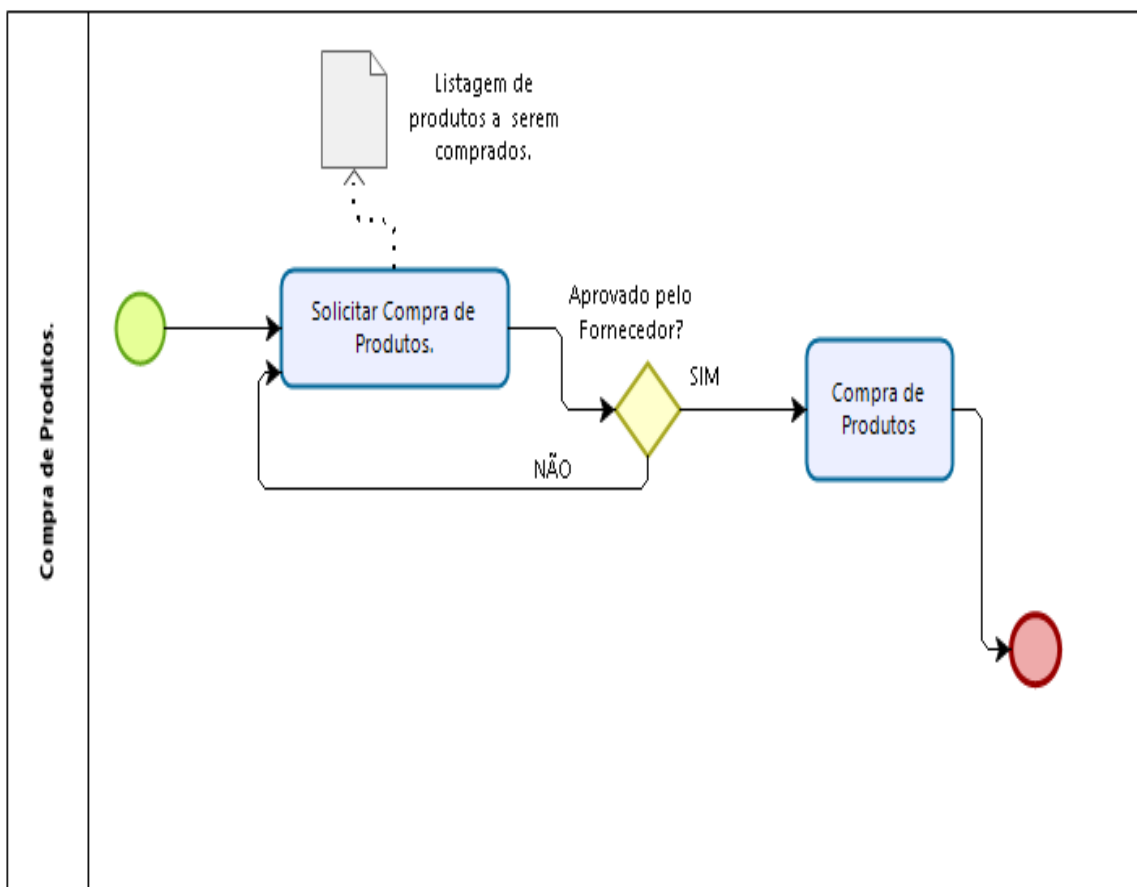 Compra de Produtos.
Listagem de
produtos a serem
comprados.
Solicitar Compra de
Produtos.
Aprovado pelo
Fornecedor?
SIM
NÃO
Compra de
Produtos